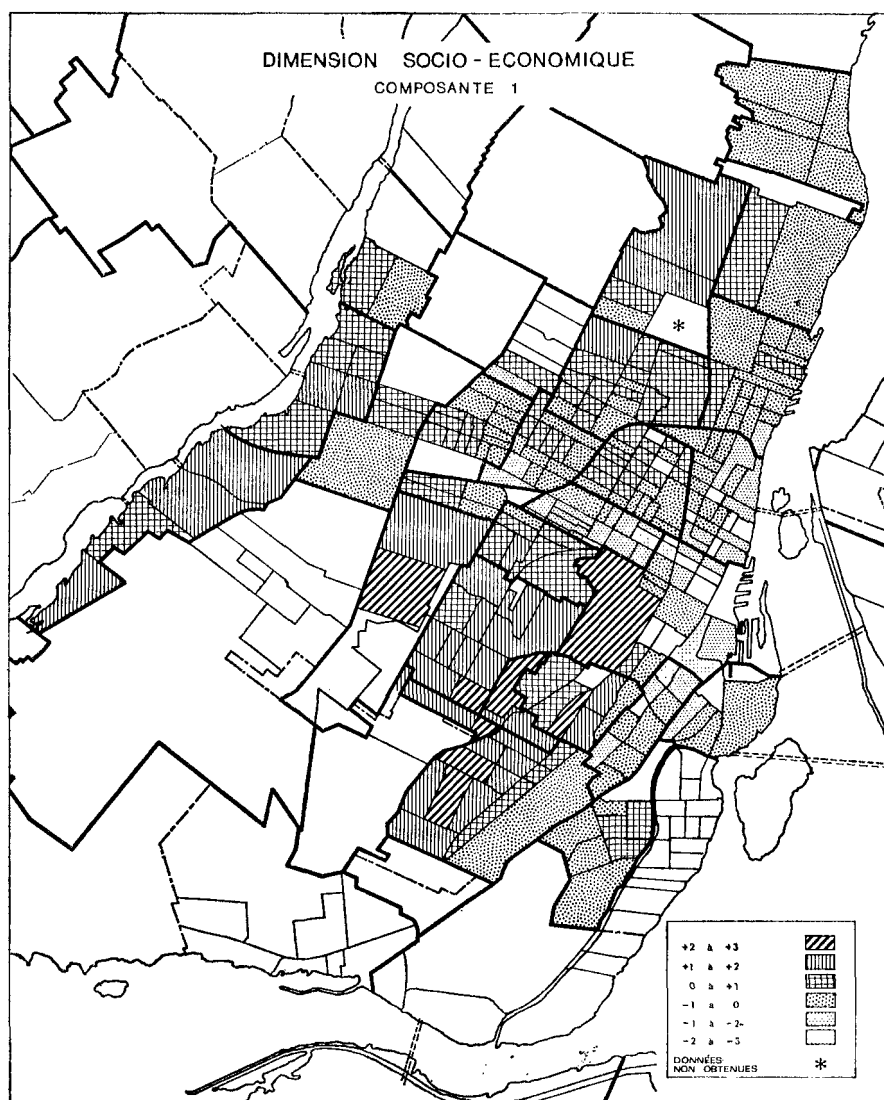 DIMENSION SOCIO-ECONOMIQUE
COMPOSANTE 1
*
+2 à +3
+1 à +2
0 à +1
-1 à 0
-1 à -2
-2 à -3
DONNÉES
NON OBTENUES *